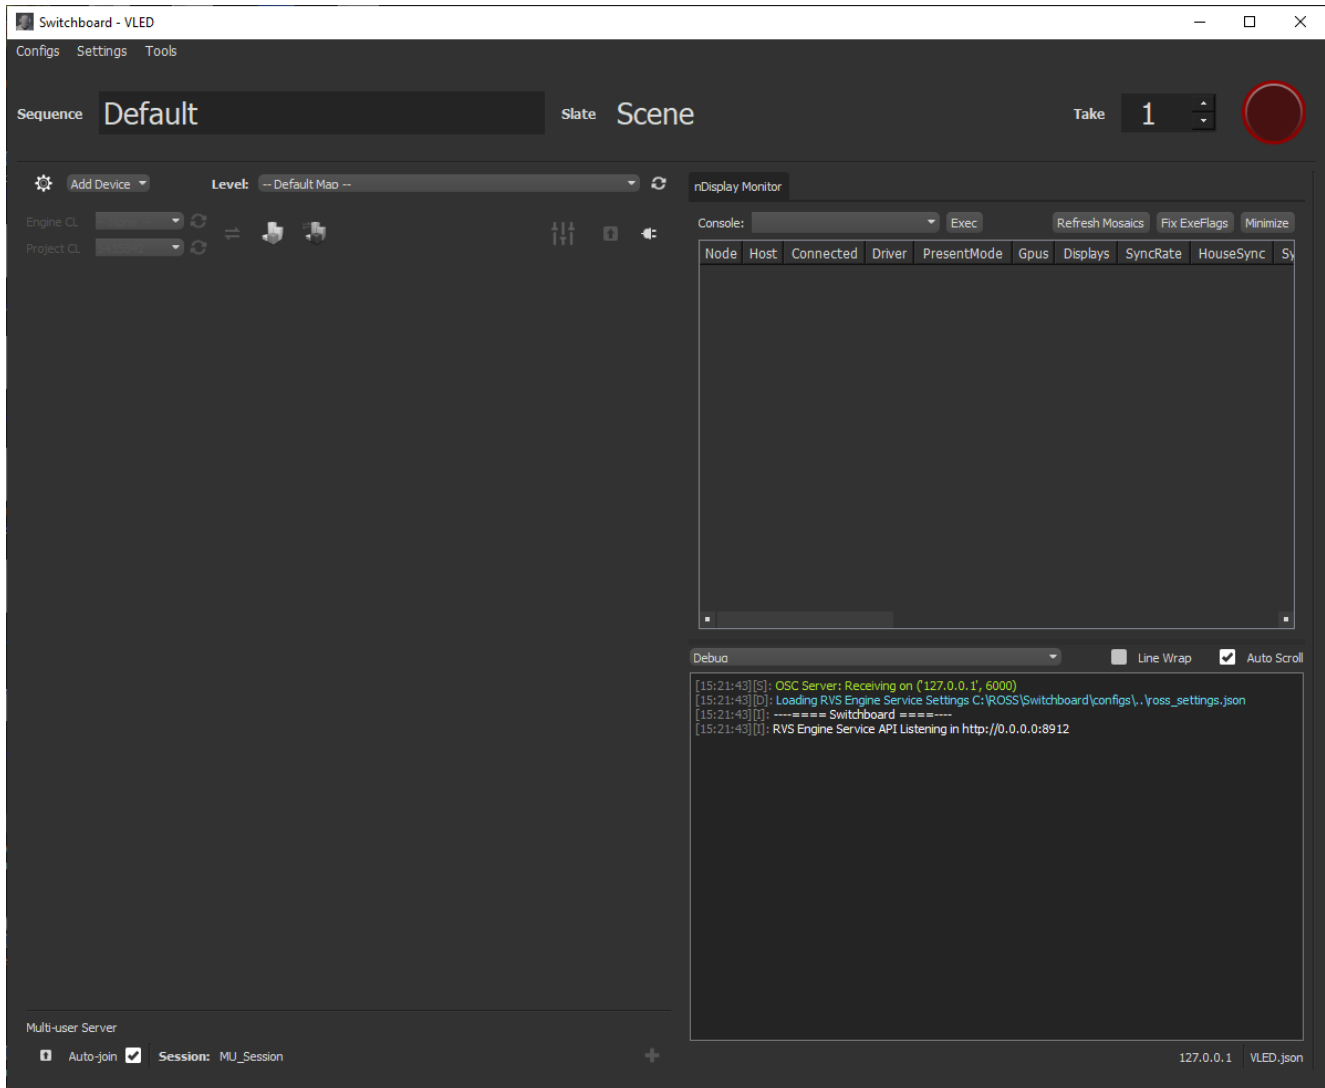 Switchboard - VLED
Configs Settings Tools
Sequence Default Slate Scene Take 1
Add Device Level: -- Default Map --
Engine CL
Project CL
nDisplay Monitor
Console: Exec Refresh Mosaics Fix ExeFlags Minimize
Node Host Connected Driver PresentMode Gpus Displays SyncRate HouseSync Sy
Debug Line Wrap Auto Scroll
[15:21:43][S]: OSC Server: Receiving on ('127.0.0.1', 6000)
[15:21:43][D]: Loading RVS Engine Service Settings C:\ROSS\Switchboard\configs\..\ross_settings.json
[15:21:43][I]: ----==== Switchboard ====----
[15:21:43][I]: RVS Engine Service API Listening in http://0.0.0.0:8912
Multi-user Server
Auto-join Session: MU_Session
127.0.0.1 VLED.json